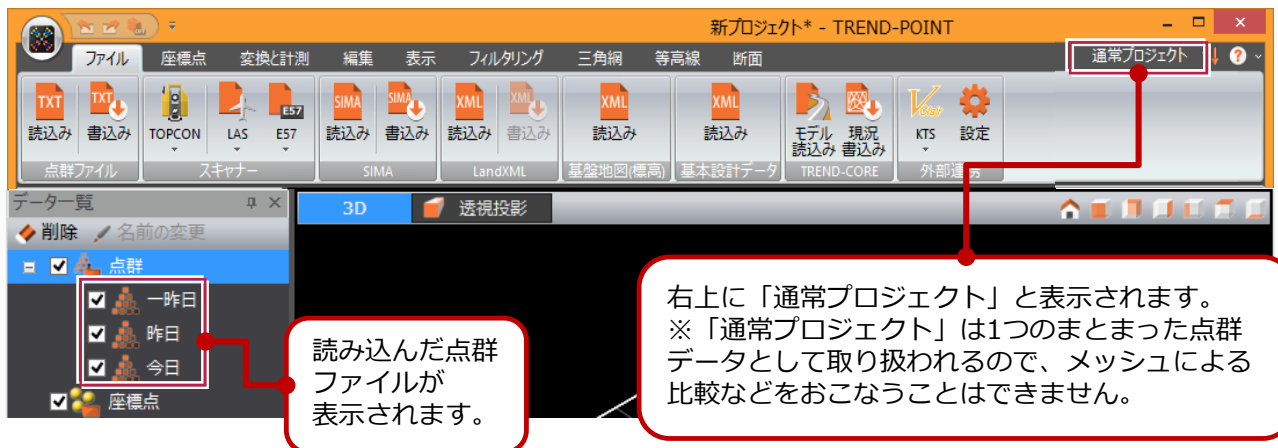 新プロジェクト* - TREND-POINT
ファイル 座標点 変換と計測 編集 表示 フィルタリング 三角網 等高線 断面 通常プロジェクト
TXT TXT E57 SIMA SIMA XML XML XML XML
読込み 書込み TOPCON LAS E57 読込み 書込み 読込み 書込み 読込み 読込み モデル 現況 KTS 設定
読込み 書込み
点群ファイル スキャナー SIMA LandXML 基盤地図(標高) 基本設計データ TREND-CORE 外部連携
データ一覧 3D 透視投影
削除 名前の変更
点群
一昨日
昨日
今日
座標点
読み込んだ点群
ファイルが
表示されます。
右上に「通常プロジェクト」と表示されます。
※「通常プロジェクト」は1つのまとまった点群
データとして取り扱われるので、メッシュによる
比較などをおこなうことはできません。